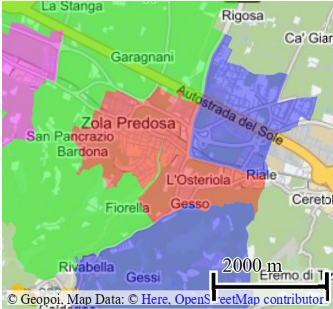 La Stanga
Rigosa
Ca' Gia
Garagnani
Autostrada del Sole
Zola Predosa
San Pancrazio
Bardona
L'Osteriola
Riale
Gesso
Fiorella
Ceretol
Rivabella
Gessi
2000 m
Eremo di T
© Geopoi, Map Data: © Here, OpenStreetMap contributor